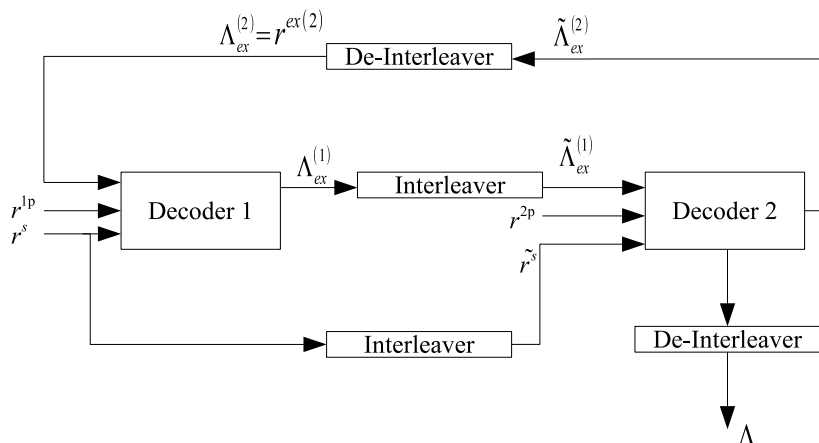 Λ_ex^(2) = r^ex(2)
Λ̃_ex^(2)
De-Interleaver
Λ_ex^(1)
Λ̃_ex^(1)
Interleaver
r^1p
r^s
Decoder 1
r^2p
r̃^s
Decoder 2
Interleaver
De-Interleaver
Λ